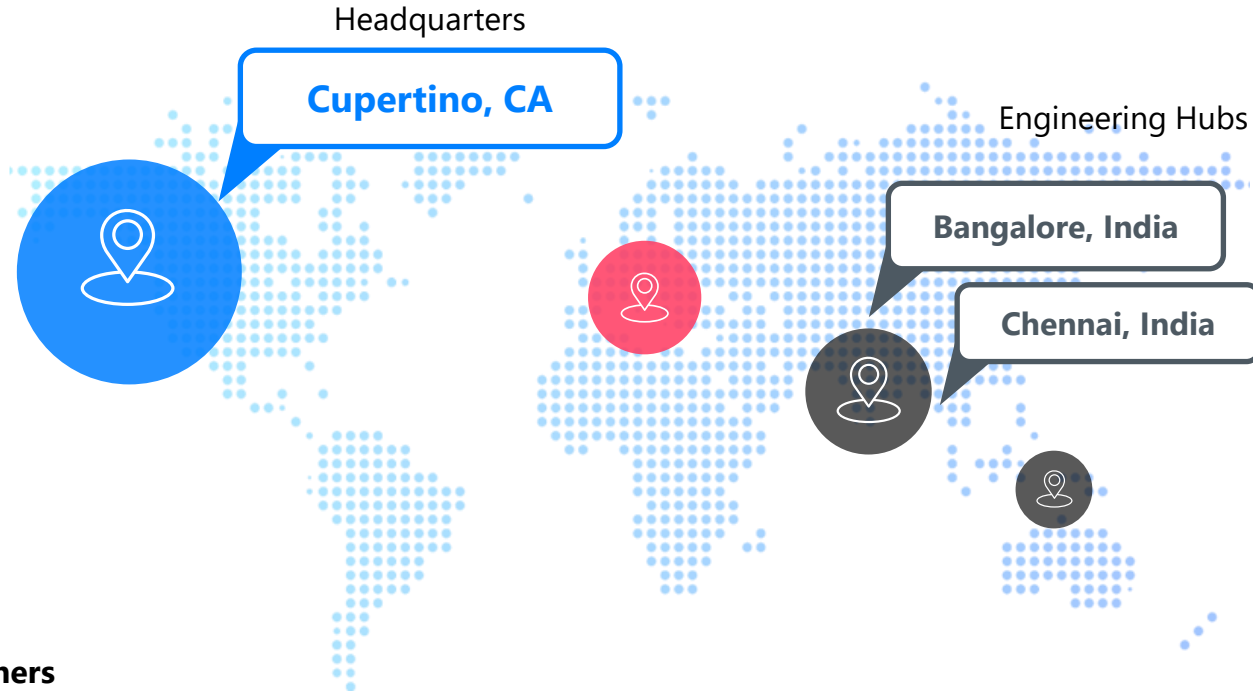 Headquarters
Cupertino, CA
Engineering Hubs
Bangalore, India
Chennai, India